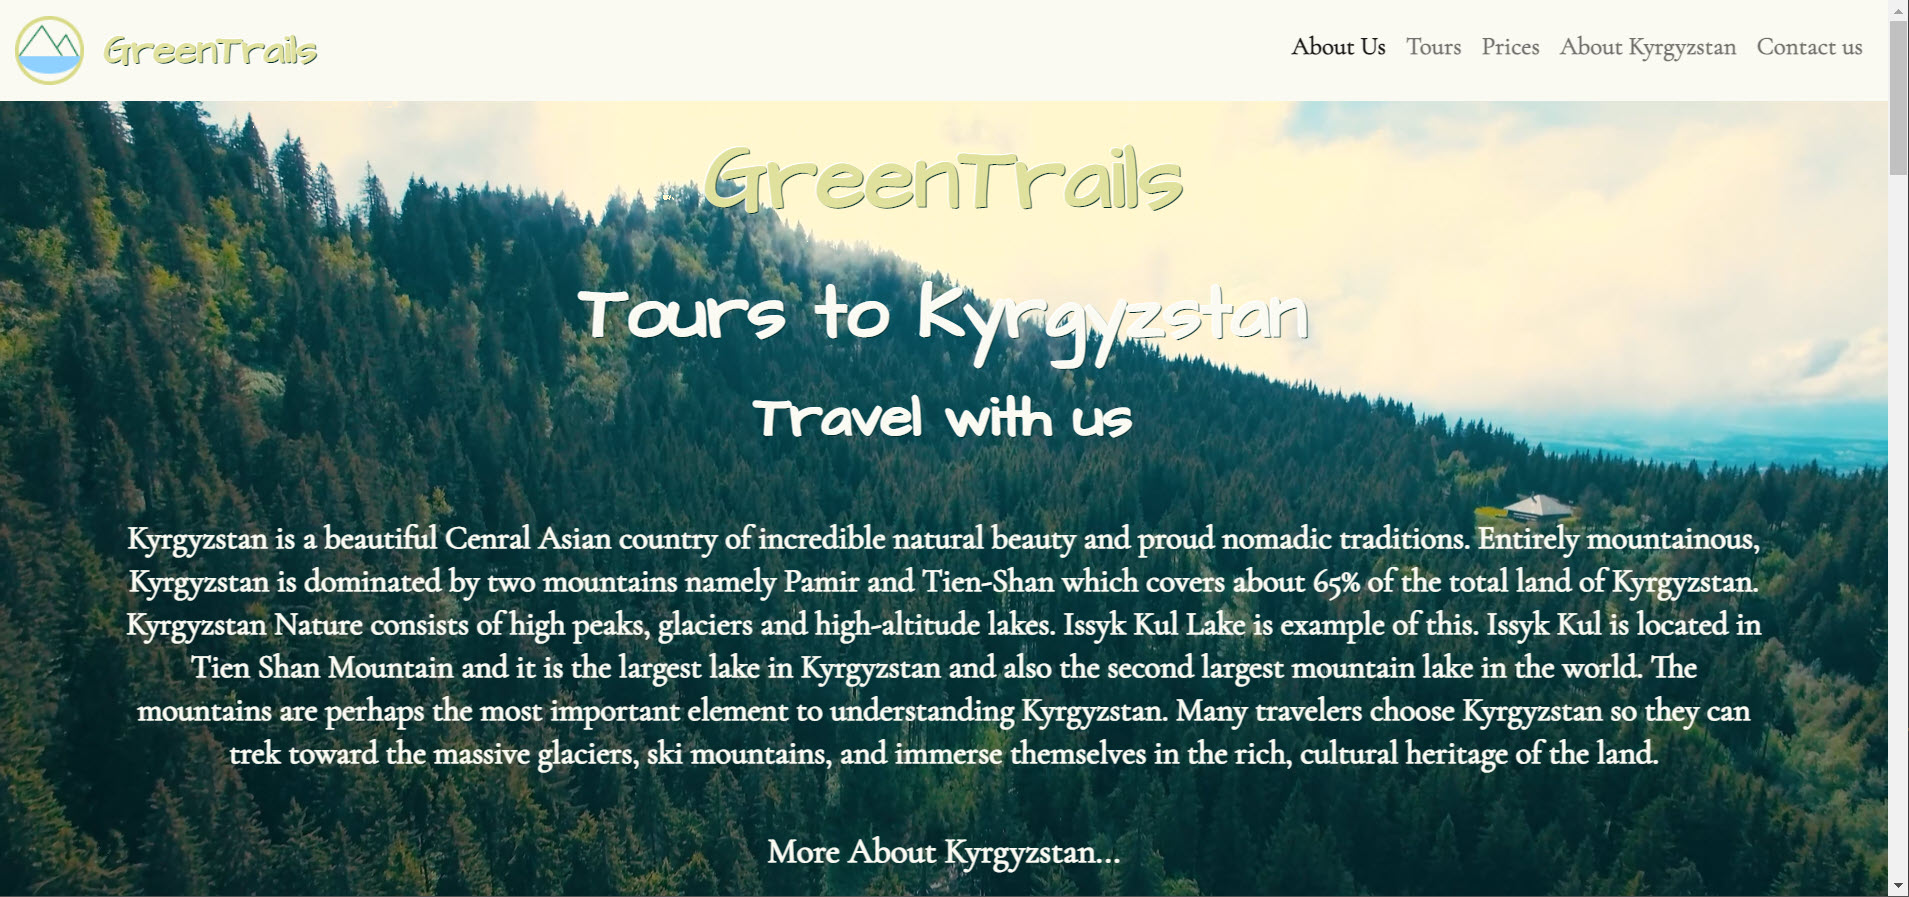 GreenTrails
About Us Tours Prices About Kyrgyzstan Contact us
GreenTrails
Tours to Kyrgyzstan
Travel with us
Kyrgyzstan is a beautiful Cenral Asian country of incredible natural beauty and proud nomadic traditions. Entirely mountainous,
Kyrgyzstan is dominated by two mountains namely Pamir and Tien-Shan which covers about 65% of the total land of Kyrgyzstan.
Kyrgyzstan Nature consists of high peaks, glaciers and high-altitude lakes. Issyk Kul Lake is example of this. Issyk Kul is located in
Tien Shan Mountain and it is the largest lake in Kyrgyzstan and also the second largest mountain lake in the world. The
mountains are perhaps the most important element to understanding Kyrgyzstan. Many travelers choose Kyrgyzstan so they can
trek toward the massive glaciers, ski mountains, and immerse themselves in the rich, cultural heritage of the land.
More About Kyrgyzstan...